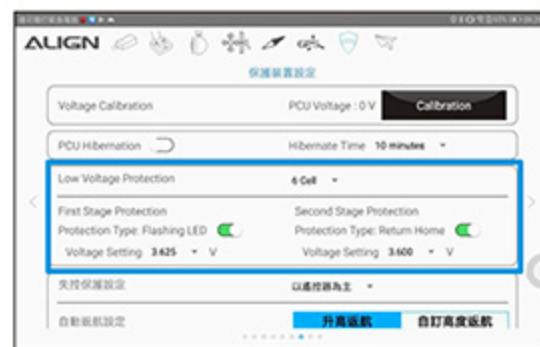 ALIGN
保護裝置設定
Voltage Calibration PCU Voltage : 0 V Calibration
PCU Hibernation Hibernate Time 10 minutes
Low Voltage Protection 6 Cell
First Stage Protection Second Stage Protection
Protection Type: Flashing LED Protection Type: Return Home
Voltage Setting 3.625 V Voltage Setting 3.600 V
失控保護設定 以遙控器為主
自動返航設定 升高返航 自訂高度返航